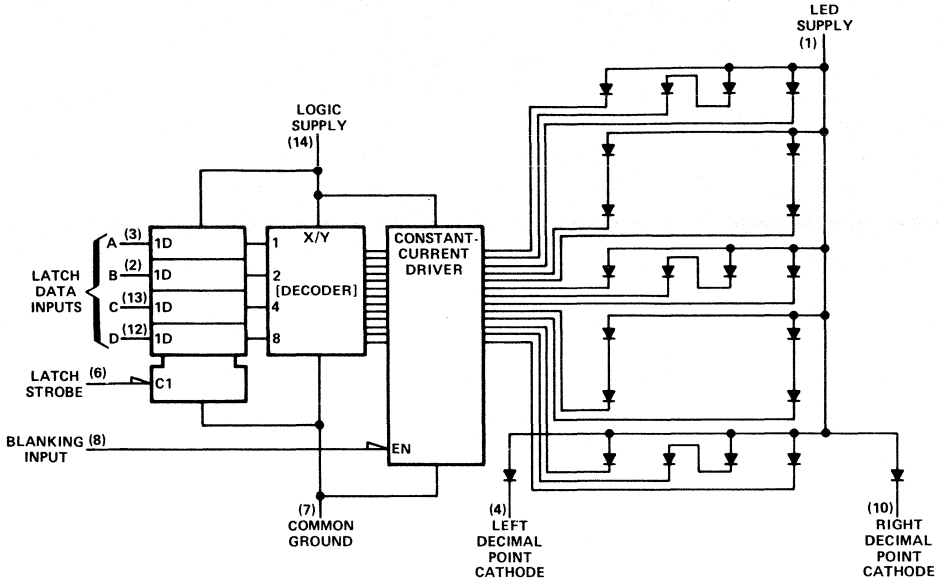 LED
SUPPLY
(1)
LOGIC
SUPPLY
(14)
X/Y
[DECODER]
1
2
4
8
CONSTANT-
CURRENT
DRIVER
EN
LATCH
DATA
INPUTS
A (3) 1D
B (2) 1D
C (13) 1D
D (12) 1D
LATCH
STROBE
(6)
C1
BLANKING
INPUT
(8)
(7)
COMMON
GROUND
(4)
LEFT
DECIMAL
POINT
CATHODE
(10)
RIGHT
DECIMAL
POINT
CATHODE